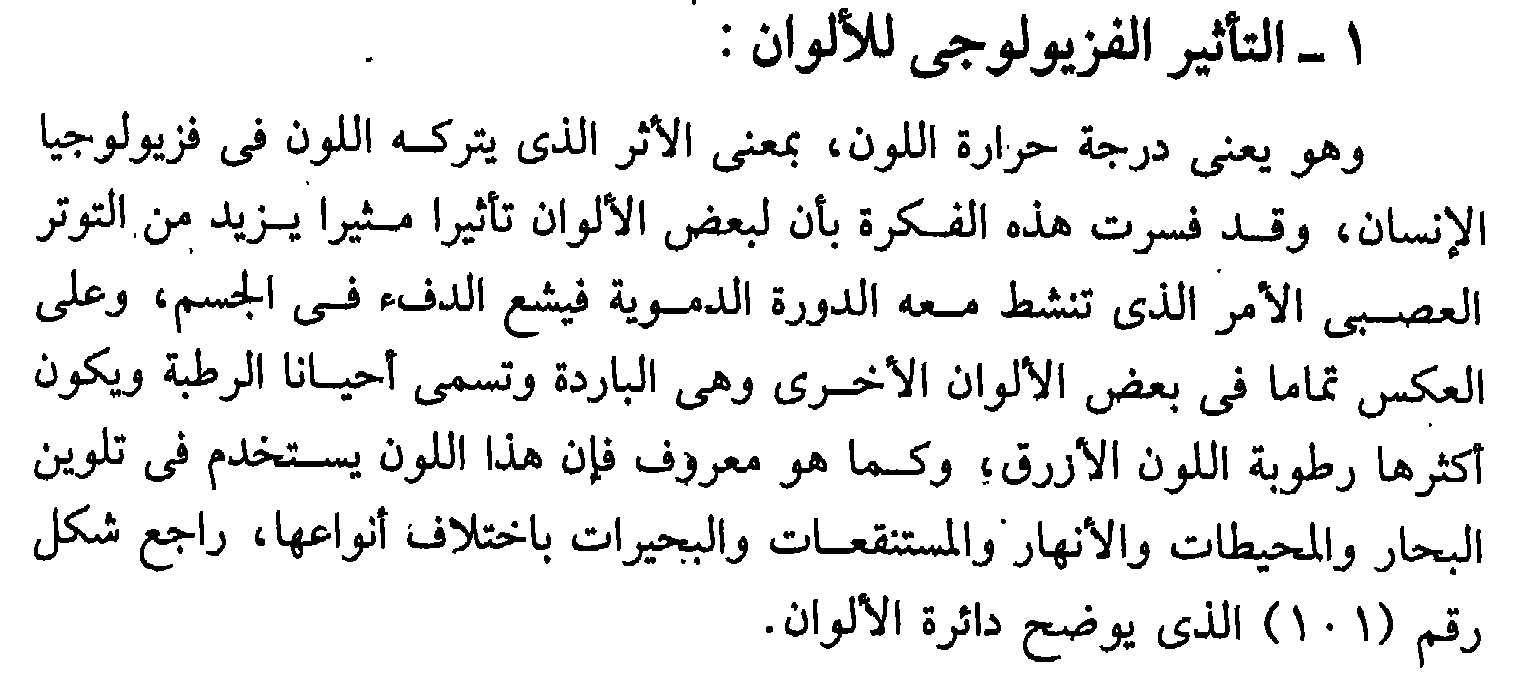 ١ ـ التأثير الفزيولوجى للألوان :
وهو يعنى درجة حرارة اللون، بمعنى الأثر الذى يتركه اللون فى فزيولوجيا
الإنسان، وقد فسرت هذه الفكرة بأن لبعض الألوان تأثيرا مثيرا يزيد من التوتر
العصبى الأمر الذى تنشط معه الدورة الدموية فيشع الدفء فى الجسم، وعلى
العكس تماما فى بعض الألوان الأخرى وهى الباردة وتسمى أحيانا الرطبة ويكون
أكثرها رطوبة اللون الأزرق؛ وكما هو معروف فإن هذا اللون يستخدم فى تلوين
البحار والمحيطات والأنهار والمستنقعات والبحيرات باختلاف أنواعها، راجع شكل
رقم (١٠١) الذى يوضح دائرة الألوان.